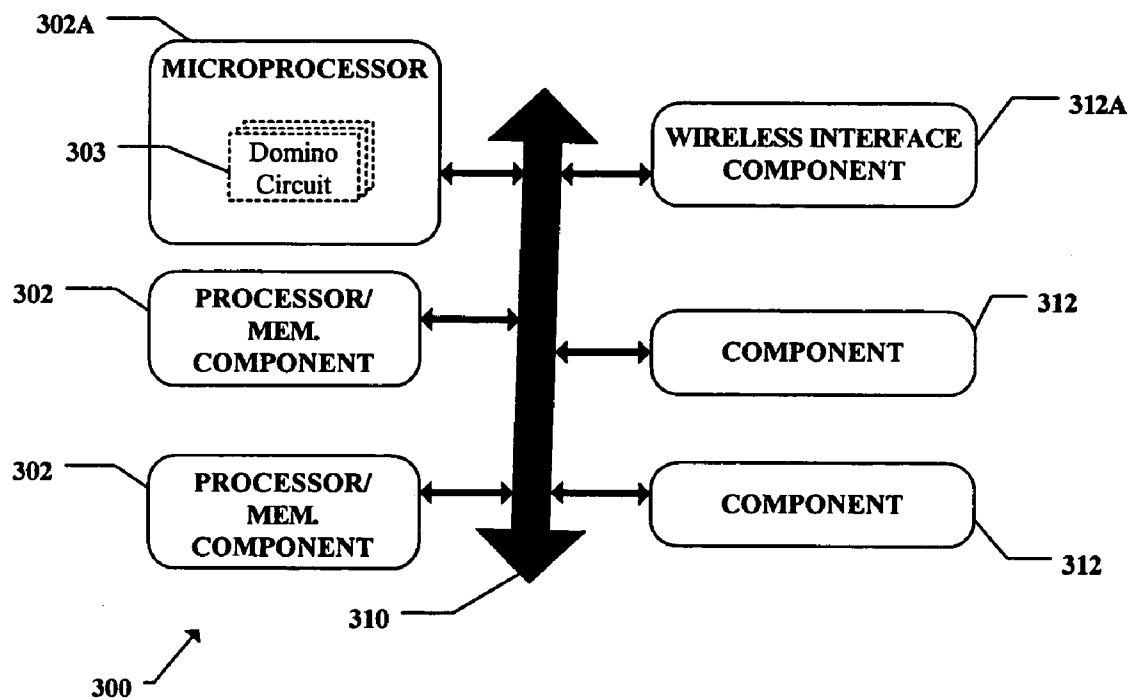 302A
MICROPROCESSOR
303
Domino
Circuit
312A
WIRELESS INTERFACE
COMPONENT
302
PROCESSOR/
MEM.
COMPONENT
312
COMPONENT
302
PROCESSOR/
MEM.
COMPONENT
COMPONENT
312
310
300